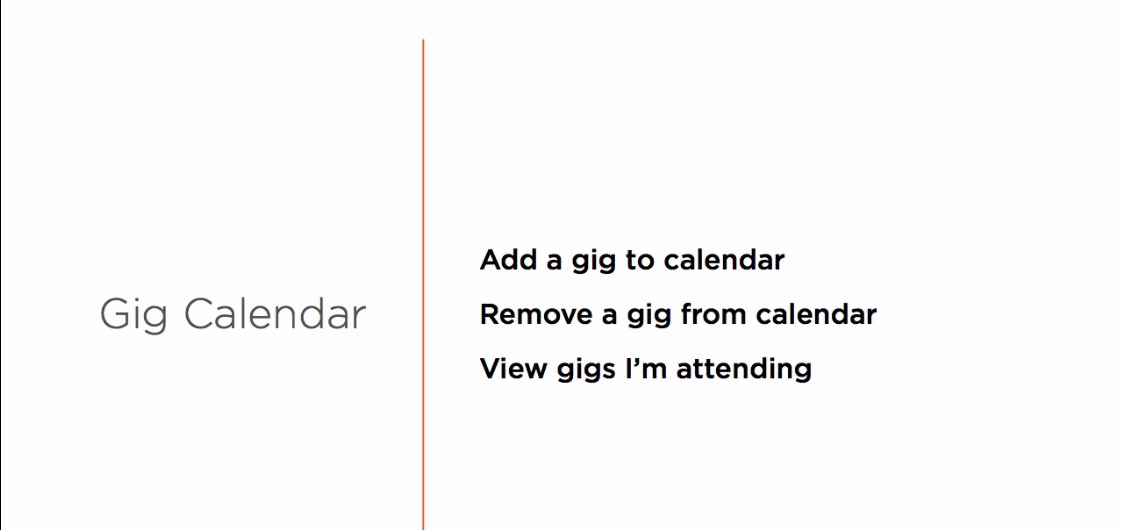 Gig Calendar
Add a gig to calendar
Remove a gig from calendar
View gigs I’m attending